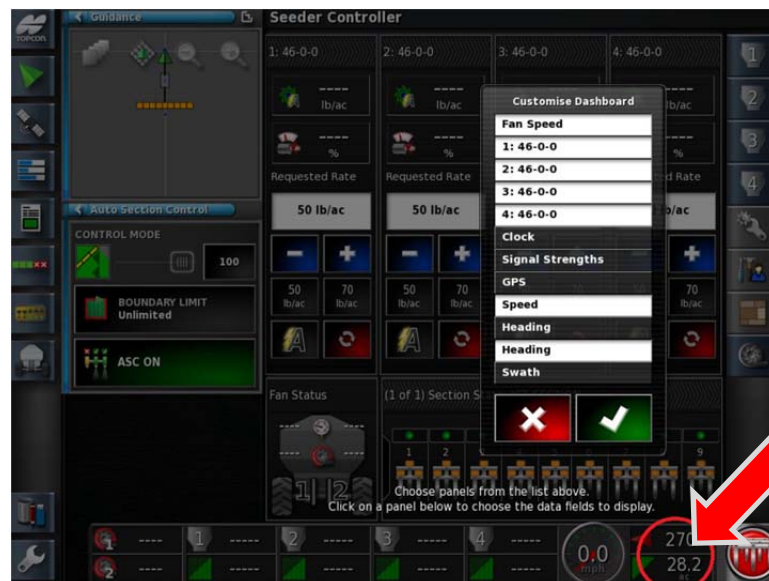 TOPCON
Guidance
Seeder Controller
1: 46-0-0
2: 46-0-0
3: 46-0-0
4: 46-0-0
1
2
3
4
----
lb/ac
----
lb/ac
lb/ac
----
%
----
%
%
Requested Rate
Requested Rate
d Rate
50 lb/ac
50 lb/ac
b/ac
50
lb/ac
70
lb/ac
50
lb/ac
70
lb/ac
70
lb/ac
Auto Section Control
CONTROL MODE
100
BOUNDARY LIMIT
Unlimited
ASC ON
Customise Dashboard
Fan Speed
1: 46-0-0
2: 46-0-0
3: 46-0-0
4: 46-0-0
Clock
Signal Strengths
GPS
Speed
Heading
Heading
Swath
Fan Status
(1 of 1) Section S
----
----
1 2
1 2 9
Choose panels from the list above.
Click on a panel below to choose the data fields to display.
1 ---- 1 ----- 2 ----- 3 ----- 4 -----
2 ---- ----- ----- ----- -----
0.0
mph
270
28.2